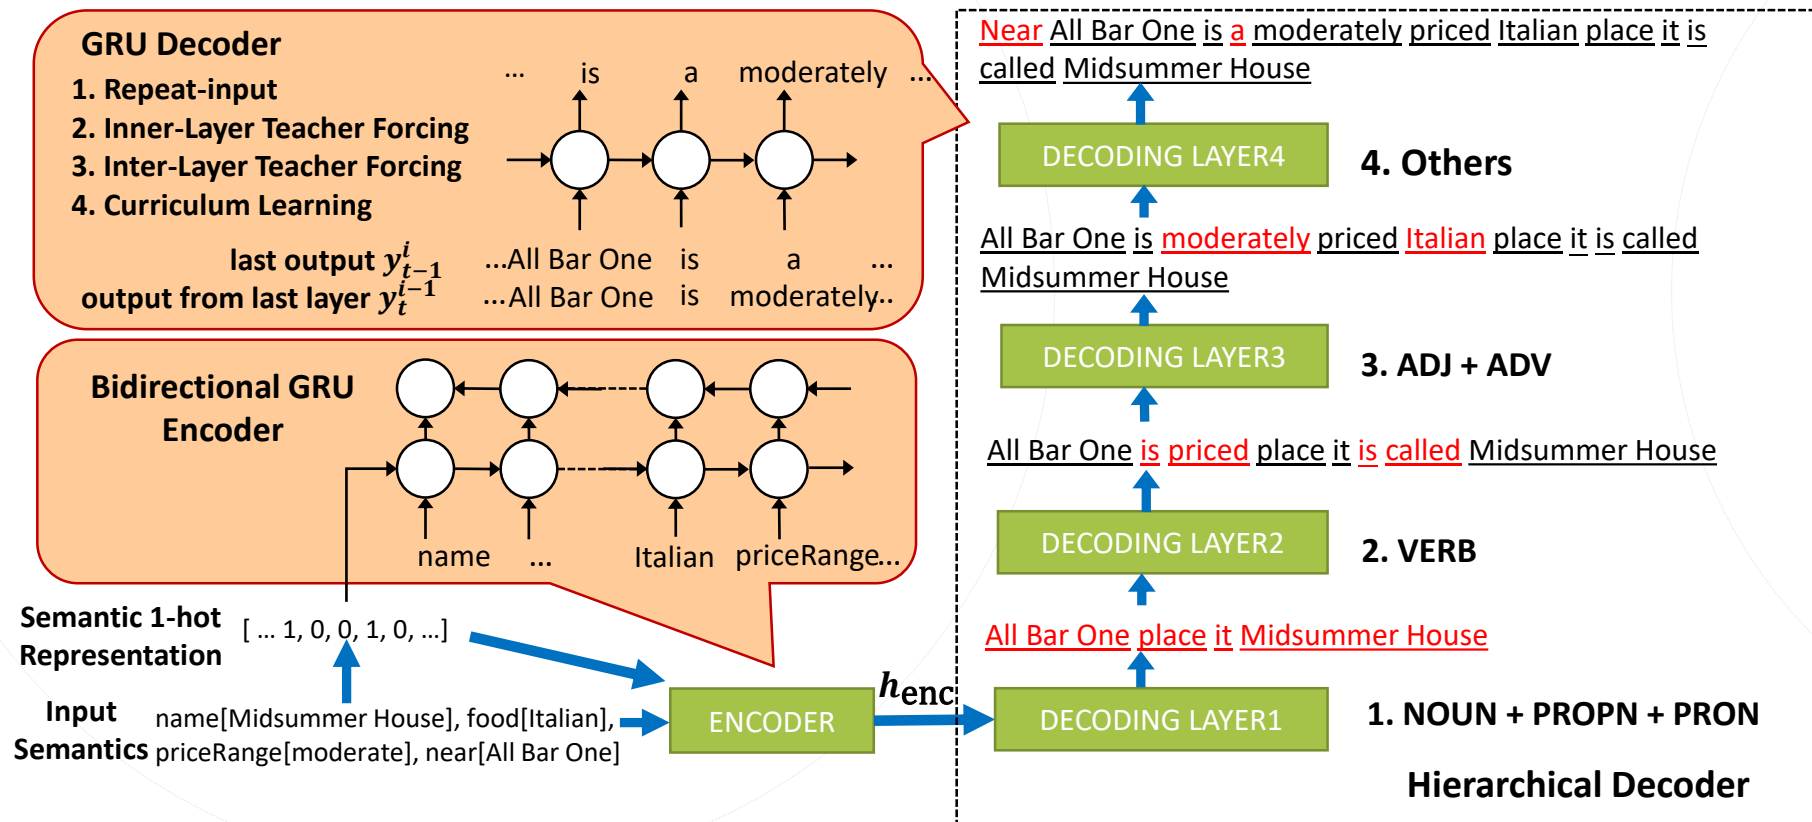 GRU Decoder
1. Repeat-input
2. Inner-Layer Teacher Forcing
3. Inter-Layer Teacher Forcing
4. Curriculum Learning
... is a moderately ...
last output y^i_{t-1} ...All Bar One is a ...
output from last layer y^{i-1}_t ...All Bar One is moderately...
Bidirectional GRU
Encoder
name ... Italian priceRange...
Semantic 1-hot
Representation
[ ... 1, 0, 0, 1, 0, ...]
Input
Semantics
name[Midsummer House], food[Italian],
priceRange[moderate], near[All Bar One]
ENCODER
h_enc
Near All Bar One is a moderately priced Italian place it is
called Midsummer House
DECODING LAYER4
4. Others
All Bar One is moderately priced Italian place it is called
Midsummer House
DECODING LAYER3
3. ADJ + ADV
All Bar One is priced place it is called Midsummer House
DECODING LAYER2
2. VERB
All Bar One place it Midsummer House
DECODING LAYER1
1. NOUN + PROPN + PRON
Hierarchical Decoder